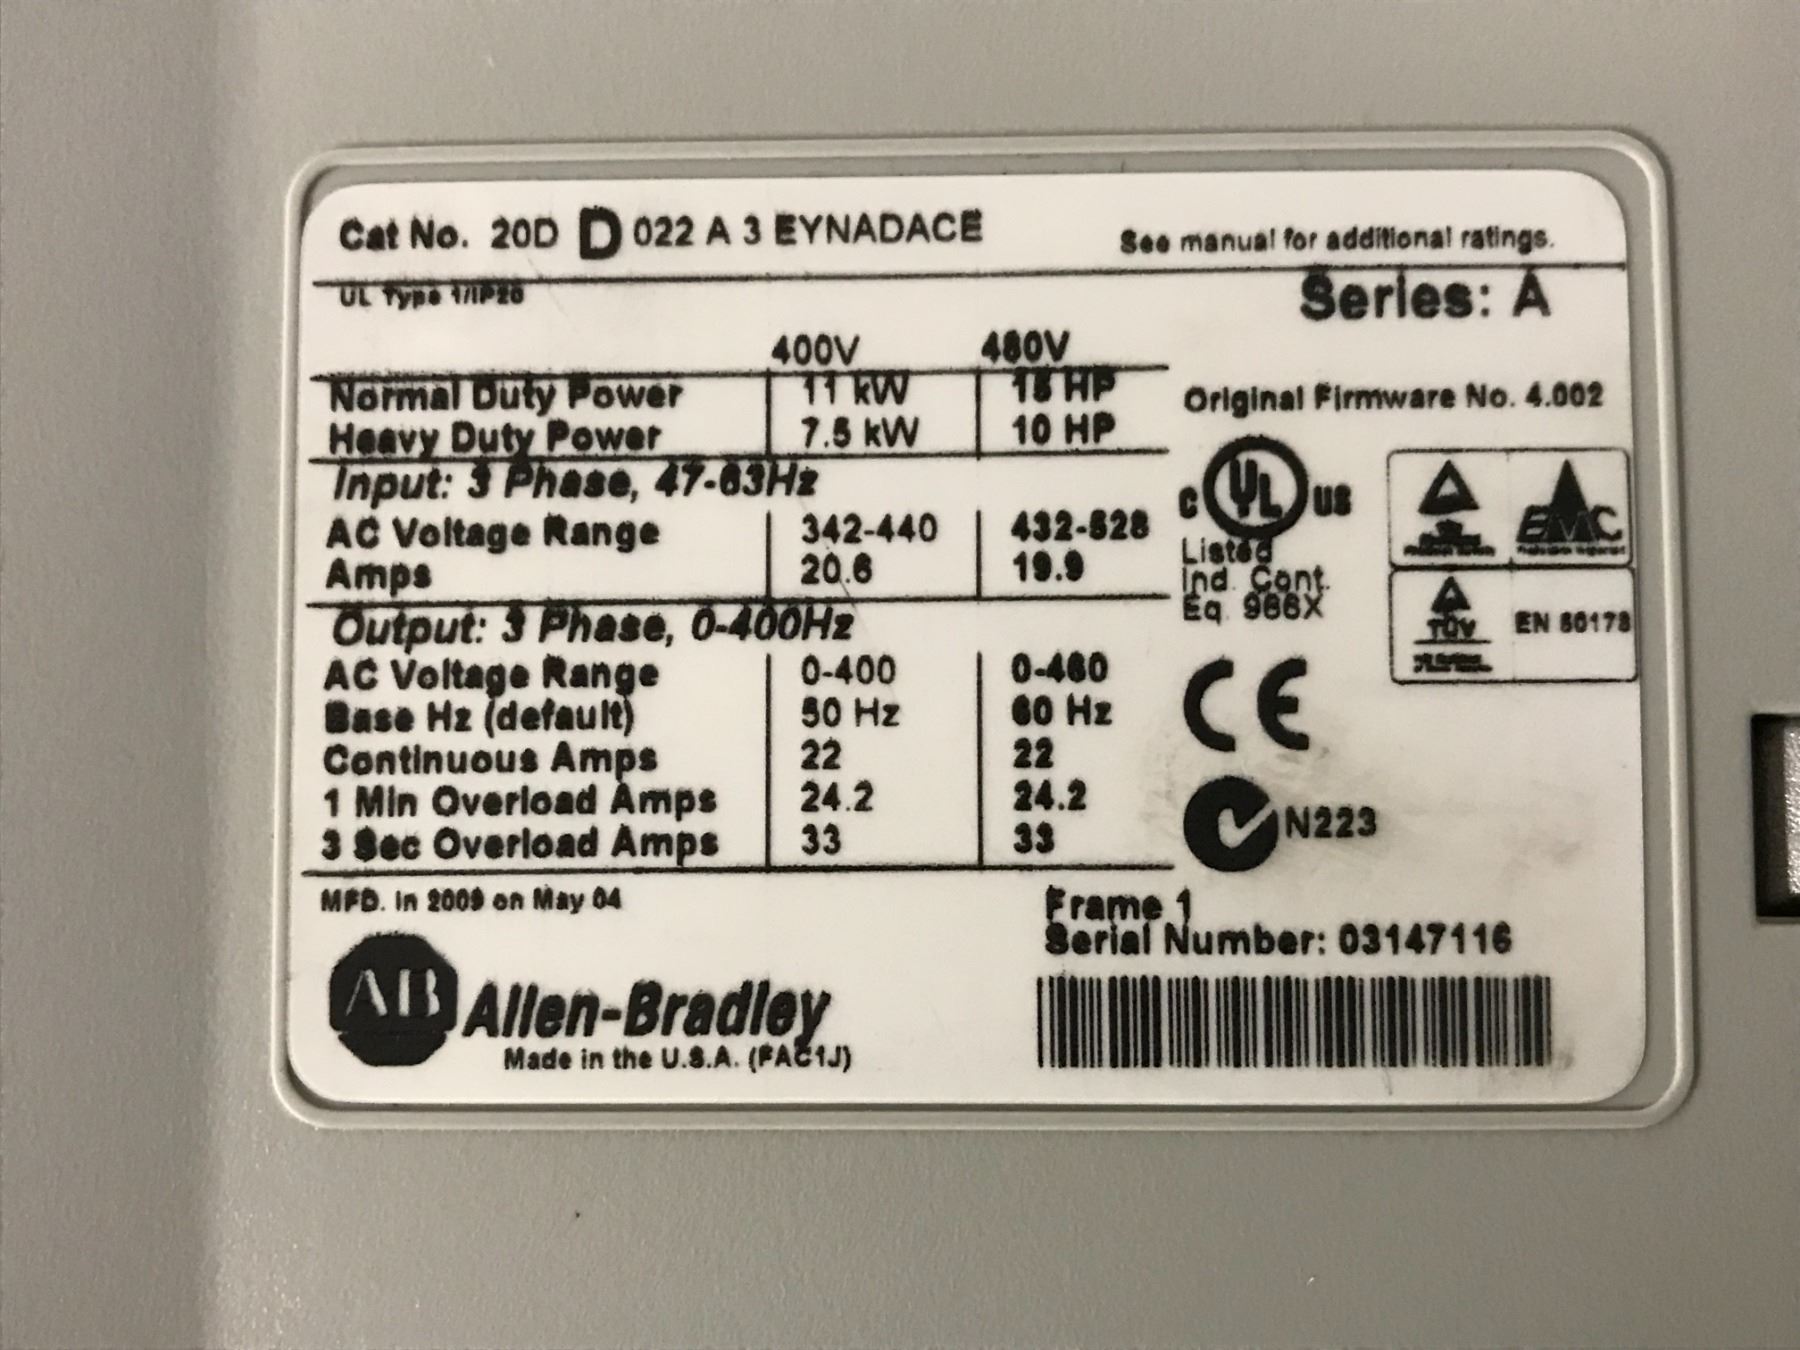 Cat No. 20D D 022 A 3 EYNADACE
See manual for additional ratings.
UL Type 1/IP20
Series: A
400V 480V
Normal Duty Power 11 kW 15 HP
Heavy Duty Power 7.5 kW 10 HP
Original Firmware No. 4.002
Input: 3 Phase, 47-63Hz
AC Voltage Range 342-440 432-528
Amps 20.6 19.9
C UL US
Listed
Ind. Cont.
Eq. 966X
EMC
TÜV
EN 50178
Output: 3 Phase, 0-400Hz
AC Voltage Range 0-400 0-460
Base Hz (default) 50 Hz 60 Hz
Continuous Amps 22 22
1 Min Overload Amps 24.2 24.2
3 Sec Overload Amps 33 33
CE
N223
MFD. in 2009 on May 04
Frame 1
Serial Number: 03147116
AB Allen-Bradley
Made in the U.S.A. (FAC1J)